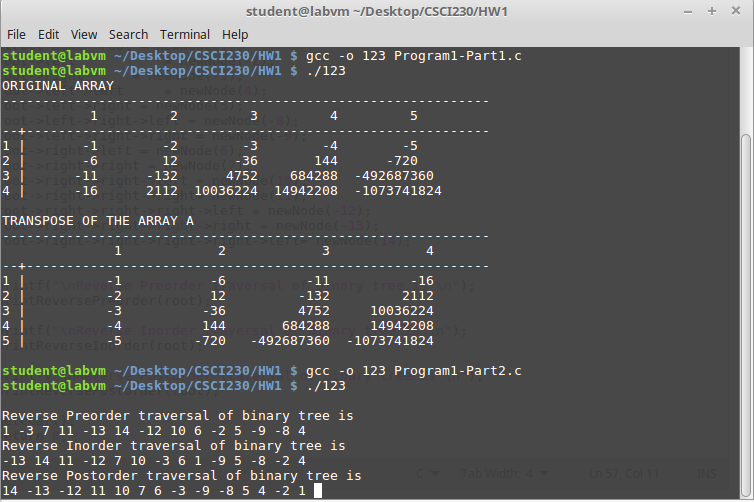 student@labvm ~/Desktop/CSCI230/HW1
File Edit View Search Terminal Help
student@labvm ~/Desktop/CSCI230/HW1 $ gcc -o 123 Program1-Part1.c
student@labvm ~/Desktop/CSCI230/HW1 $ ./123
ORIGINAL ARRAY
-------------------------------------------------------------
1 2 3 4 5
--+----------------------------------------------------------
1 | -1 -2 -3 -4 -5
2 | -6 12 -36 144 -720
3 | -11 -132 4752 684288 -492687360
4 | -16 2112 10036224 14942208 -1073741824
TRANSPOSE OF THE ARRAY A
-------------------------------------------------------------
1 2 3 4
--+----------------------------------------------------------
1 | -1 -6 -11 -16
2 | -2 12 -132 2112
3 | -3 -36 4752 10036224
4 | -4 144 684288 14942208
5 | -5 -720 -492687360 -1073741824
student@labvm ~/Desktop/CSCI230/HW1 $ gcc -o 123 Program1-Part2.c
student@labvm ~/Desktop/CSCI230/HW1 $ ./123
Reverse Preorder traversal of binary tree is
1 -3 7 11 -13 14 -12 10 6 -2 5 -9 -8 4
Reverse Inorder traversal of binary tree is
-13 14 11 -12 7 10 -3 6 1 -9 5 -8 -2 4
Reverse Postorder traversal of binary tree is
14 -13 -12 11 10 7 6 -3 -9 -8 5 4 -2 1
C Tab Width: 4 Ln 57, Col 11 INS